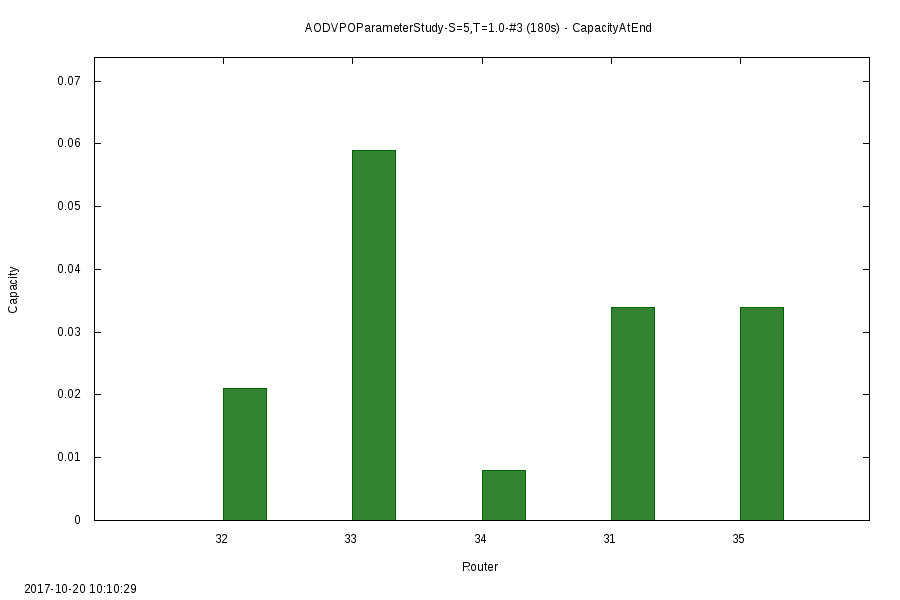 AODVPOParameterStudy-S=5,T=1.0-#3 (180s) - CapacityAtEnd
0.07
0.06
0.05
0.04
0.03
0.02
0.01
0
Capacity
32 33 34 31 35
Router
2017-10-20 10:10:29